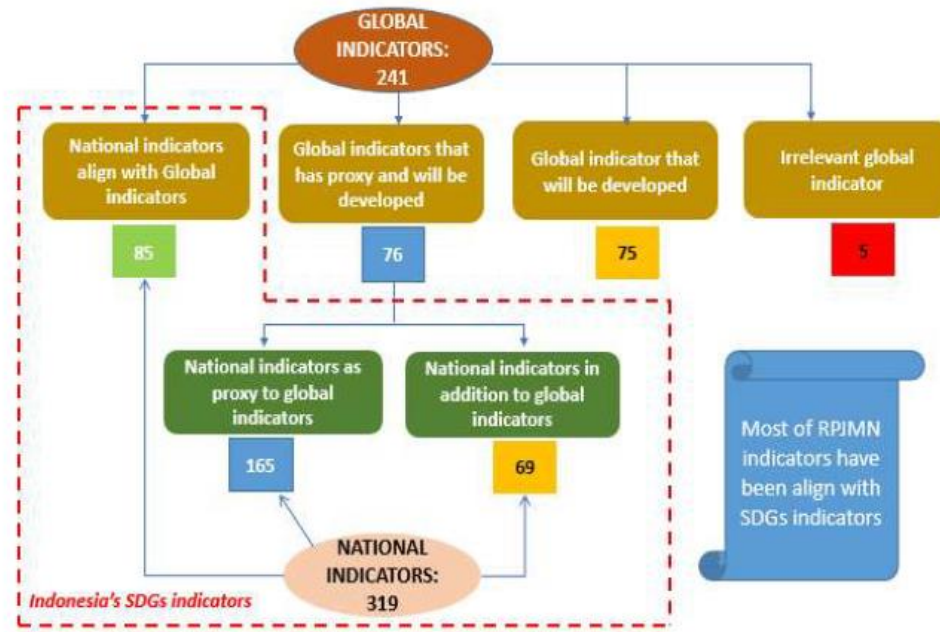 GLOBAL
INDICATORS:
241
National indicators
align with Global
indicators
Global indicators that
has proxy and will be
developed
Global indicator that
will be developed
Irrelevant global
indicator
85
76
75
5
National indicators as
proxy to global
indicators
National indicators in
addition to global
indicators
165
69
Most of RPJMN
indicators have
been align with
SDGs indicators
NATIONAL
INDICATORS:
319
Indonesia's SDGs indicators